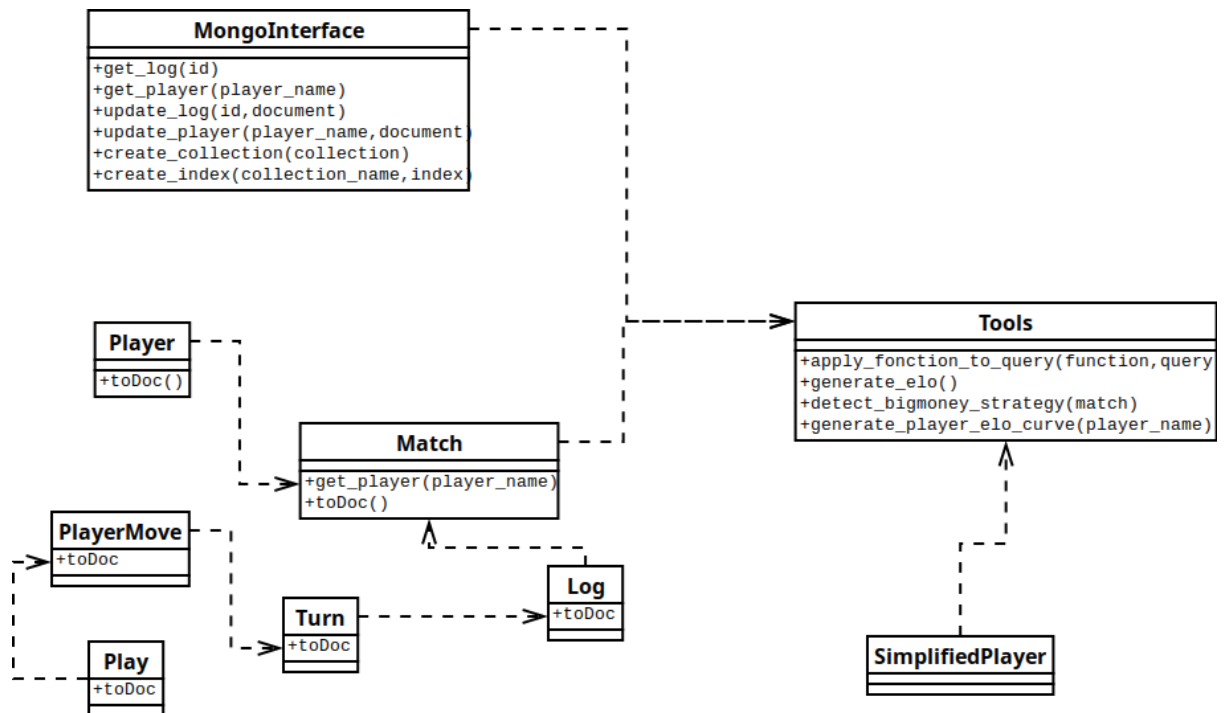 MongoInterface
+get_log(id)
+get_player(player_name)
+update_log(id,document)
+update_player(player_name,document)
+create_collection(collection)
+create_index(collection_name,index)
Player
+toDoc()
Match
+get_player(player_name)
+toDoc()
PlayerMove
+toDoc
Play
+toDoc
Turn
+toDoc
Log
+toDoc
Tools
+apply_fonction_to_query(function,query
+generate_elo()
+detect_bigmoney_strategy(match)
+generate_player_elo_curve(player_name)
SimplifiedPlayer